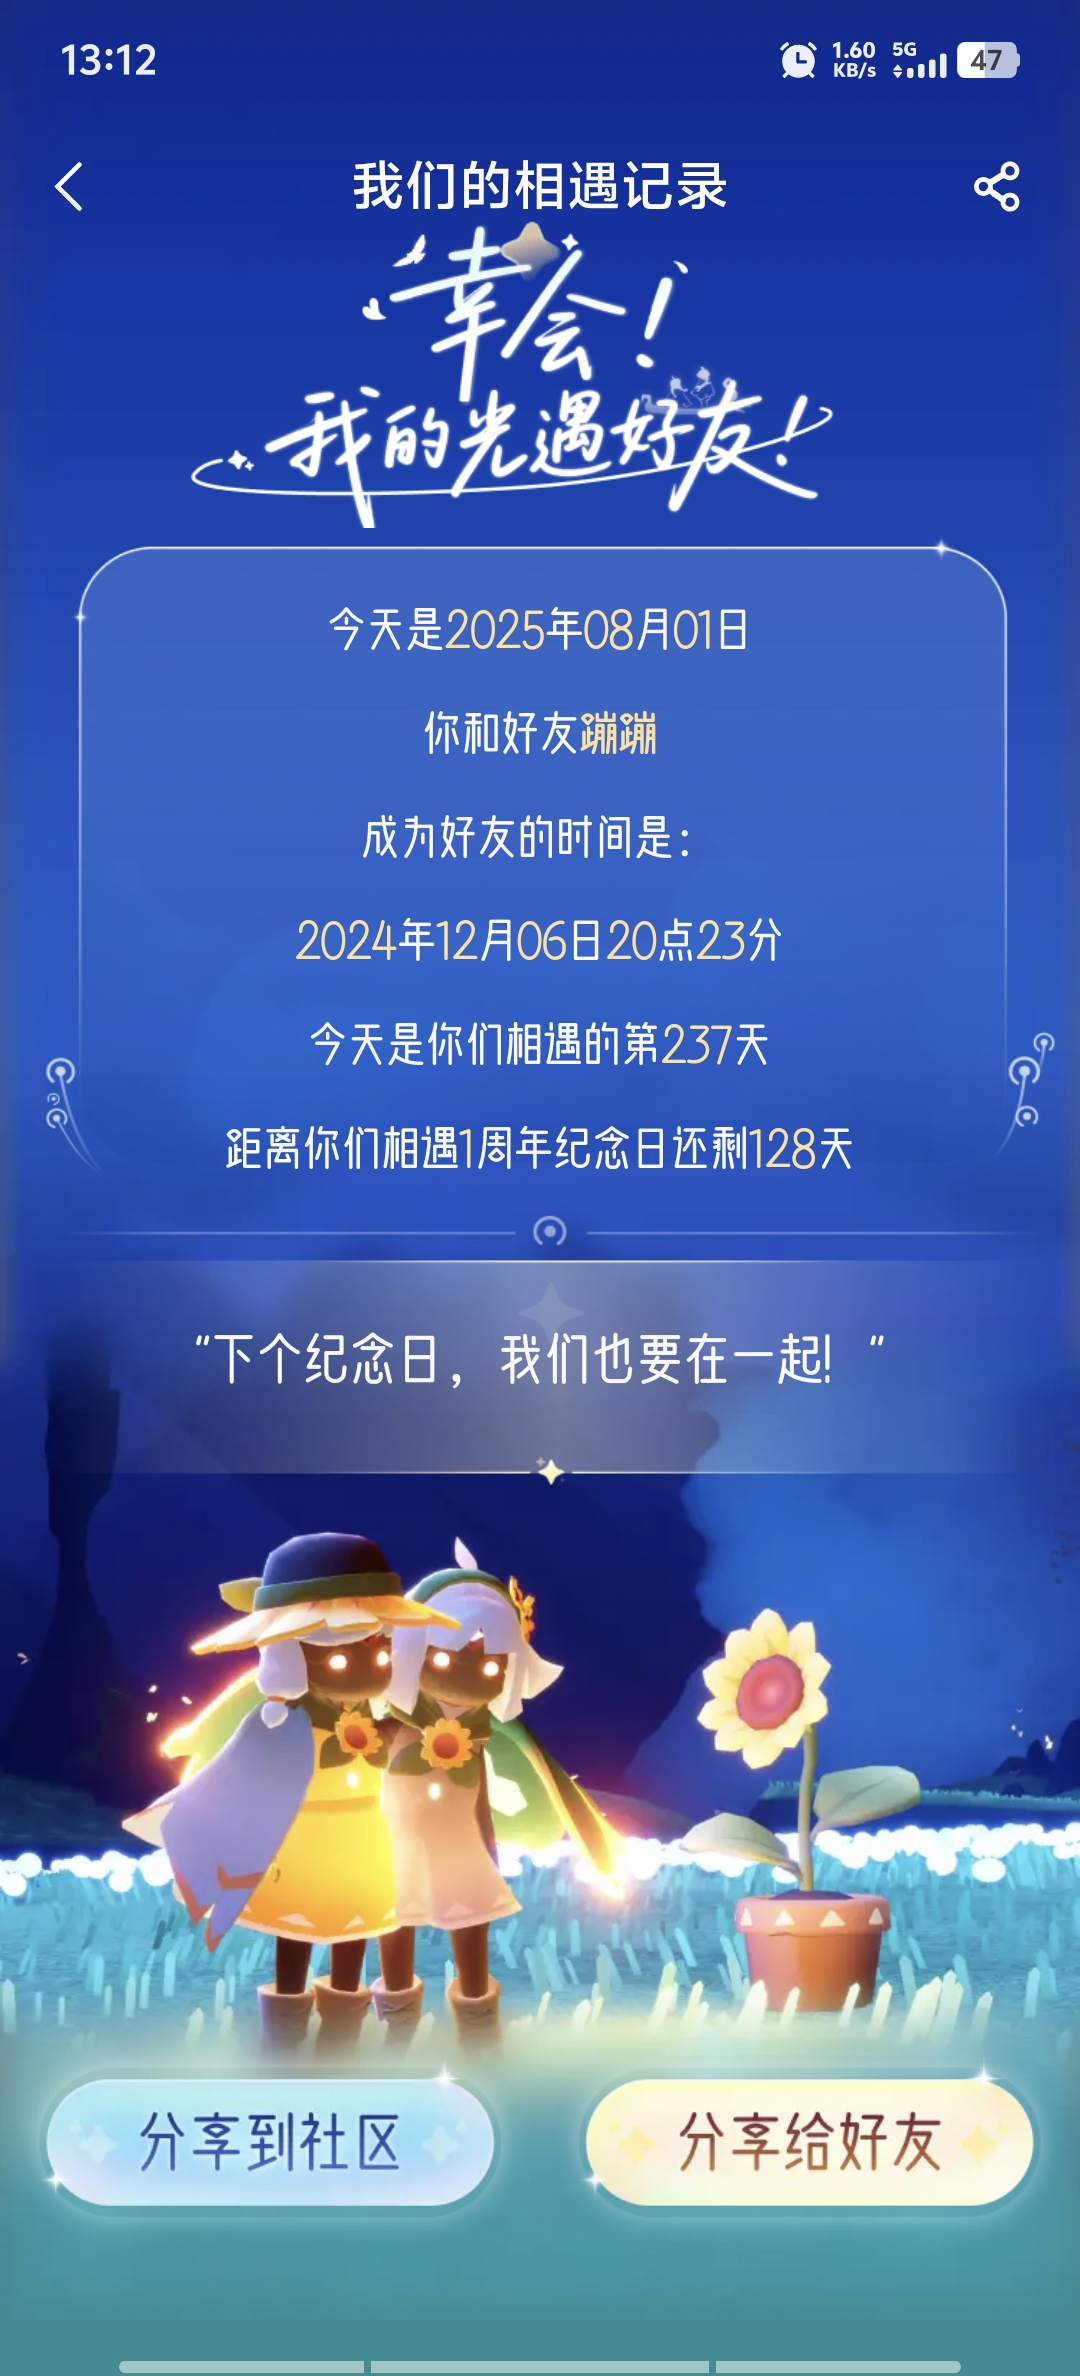 13:12
1.60 KB/s 5G 47
我们的相遇记录
幸会！
我的光遇好友！
今天是2025年08月01日
你和好友蹦蹦
成为好友的时间是：
2024年12月06日20点23分
今天是你们相遇的第237天
距离你们相遇1周年纪念日还剩128天
“下个纪念日，我们也要在一起！”
分享到社区
分享给好友